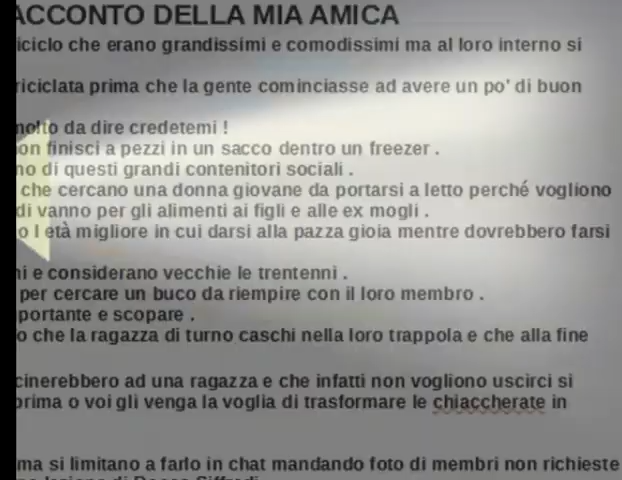 ACCONTO DELLA MIA AMICA
iciclo che erano grandissimi e comodissimi ma al loro interno si
riciclata prima che la gente cominciasse ad avere un po' di buon
molto da dire credetemi !
on finisci a pezzi in un sacco dentro un freezer .
no di questi grandi contenitori sociali .
che cercano una donna giovane da portarsi a letto perché vogliono
di vanno per gli alimenti ai figli e alle ex mogli .
o l età migliore in cui darsi alla pazza gioia mentre dovrebbero farsi
ni e considerano vecchie le trentenni .
per cercare un buco da riempire con il loro membro .
portante e scopare .
o che la ragazza di turno caschi nella loro trappola e che alla fine
cinerebbero ad una ragazza e che infatti non vogliono uscirci si
prima o voi gli venga la voglia di trasformare le chiaccherate in
ma si limitano a farlo in chat mandando foto di membri non richieste